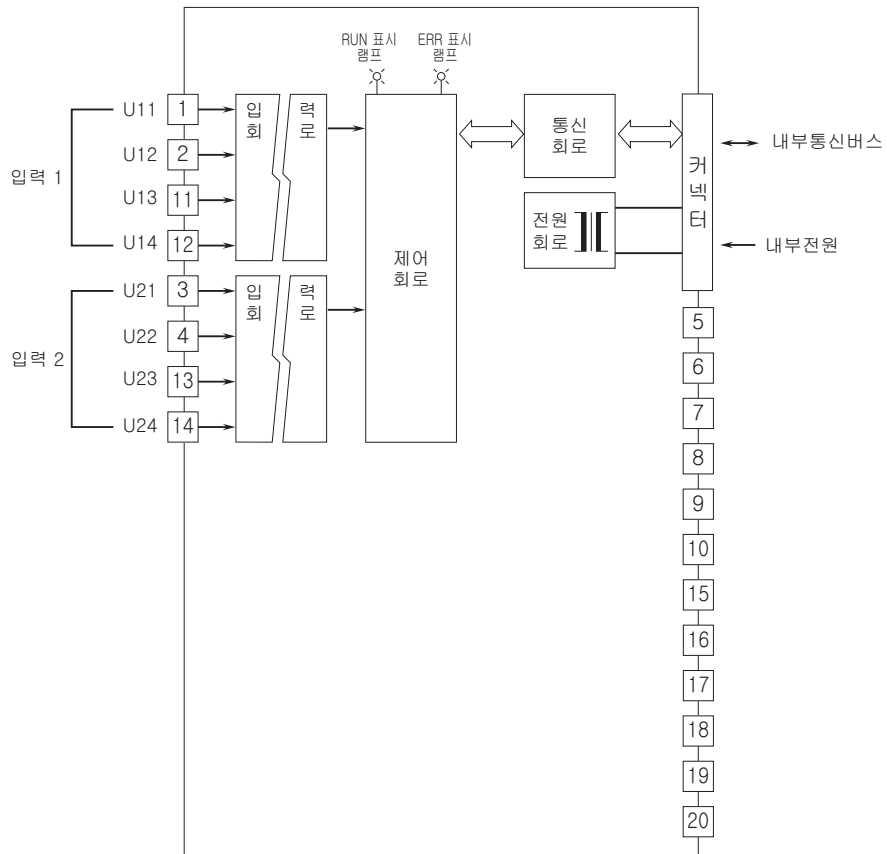 RUN 표시
램프
ERR 표시
램프
입력 1
U11
1
U12
2
U13
11
U14
12
입력 2
U21
3
U22
4
U23
13
U24
14
입 력
회 로
입 력
회 로
제어
회로
통신
회로
전원
회로
커
넥
터
내부통신버스
내부전원
5
6
7
8
9
10
15
16
17
18
19
20